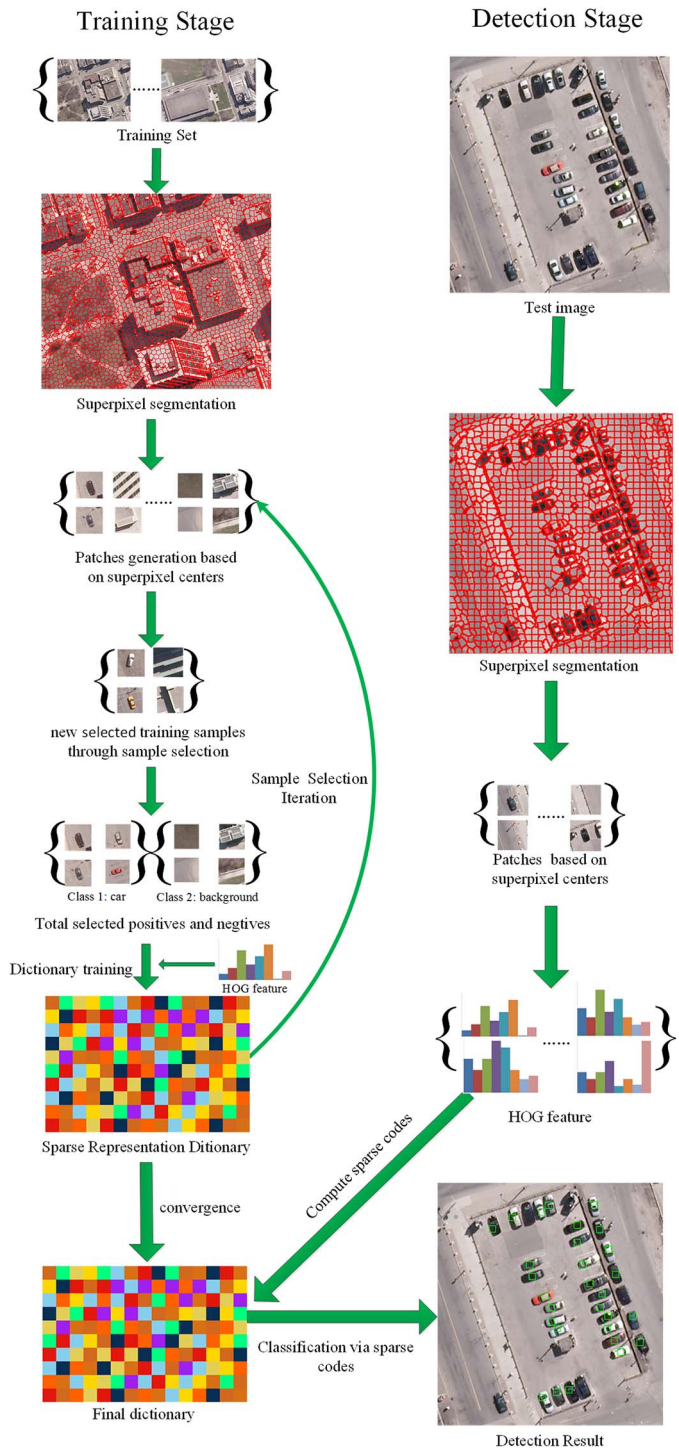 Training Stage
......
Training Set
Superpixel segmentation
......
Patches generation based
on superpixel centers
new selected training samples
through sample selection
Sample Selection
Iteration
Class 1: car
Class 2: background
Total selected positives and negtives
Dictionary training
HOG feature
Sparse Representation Ditionary
convergence
Final dictionary
Detection Stage
Test image
Superpixel segmentation
......
Patches based on
superpixel centers
......
HOG feature
Compute sparse codes
Classification via sparse
codes
Detection Result